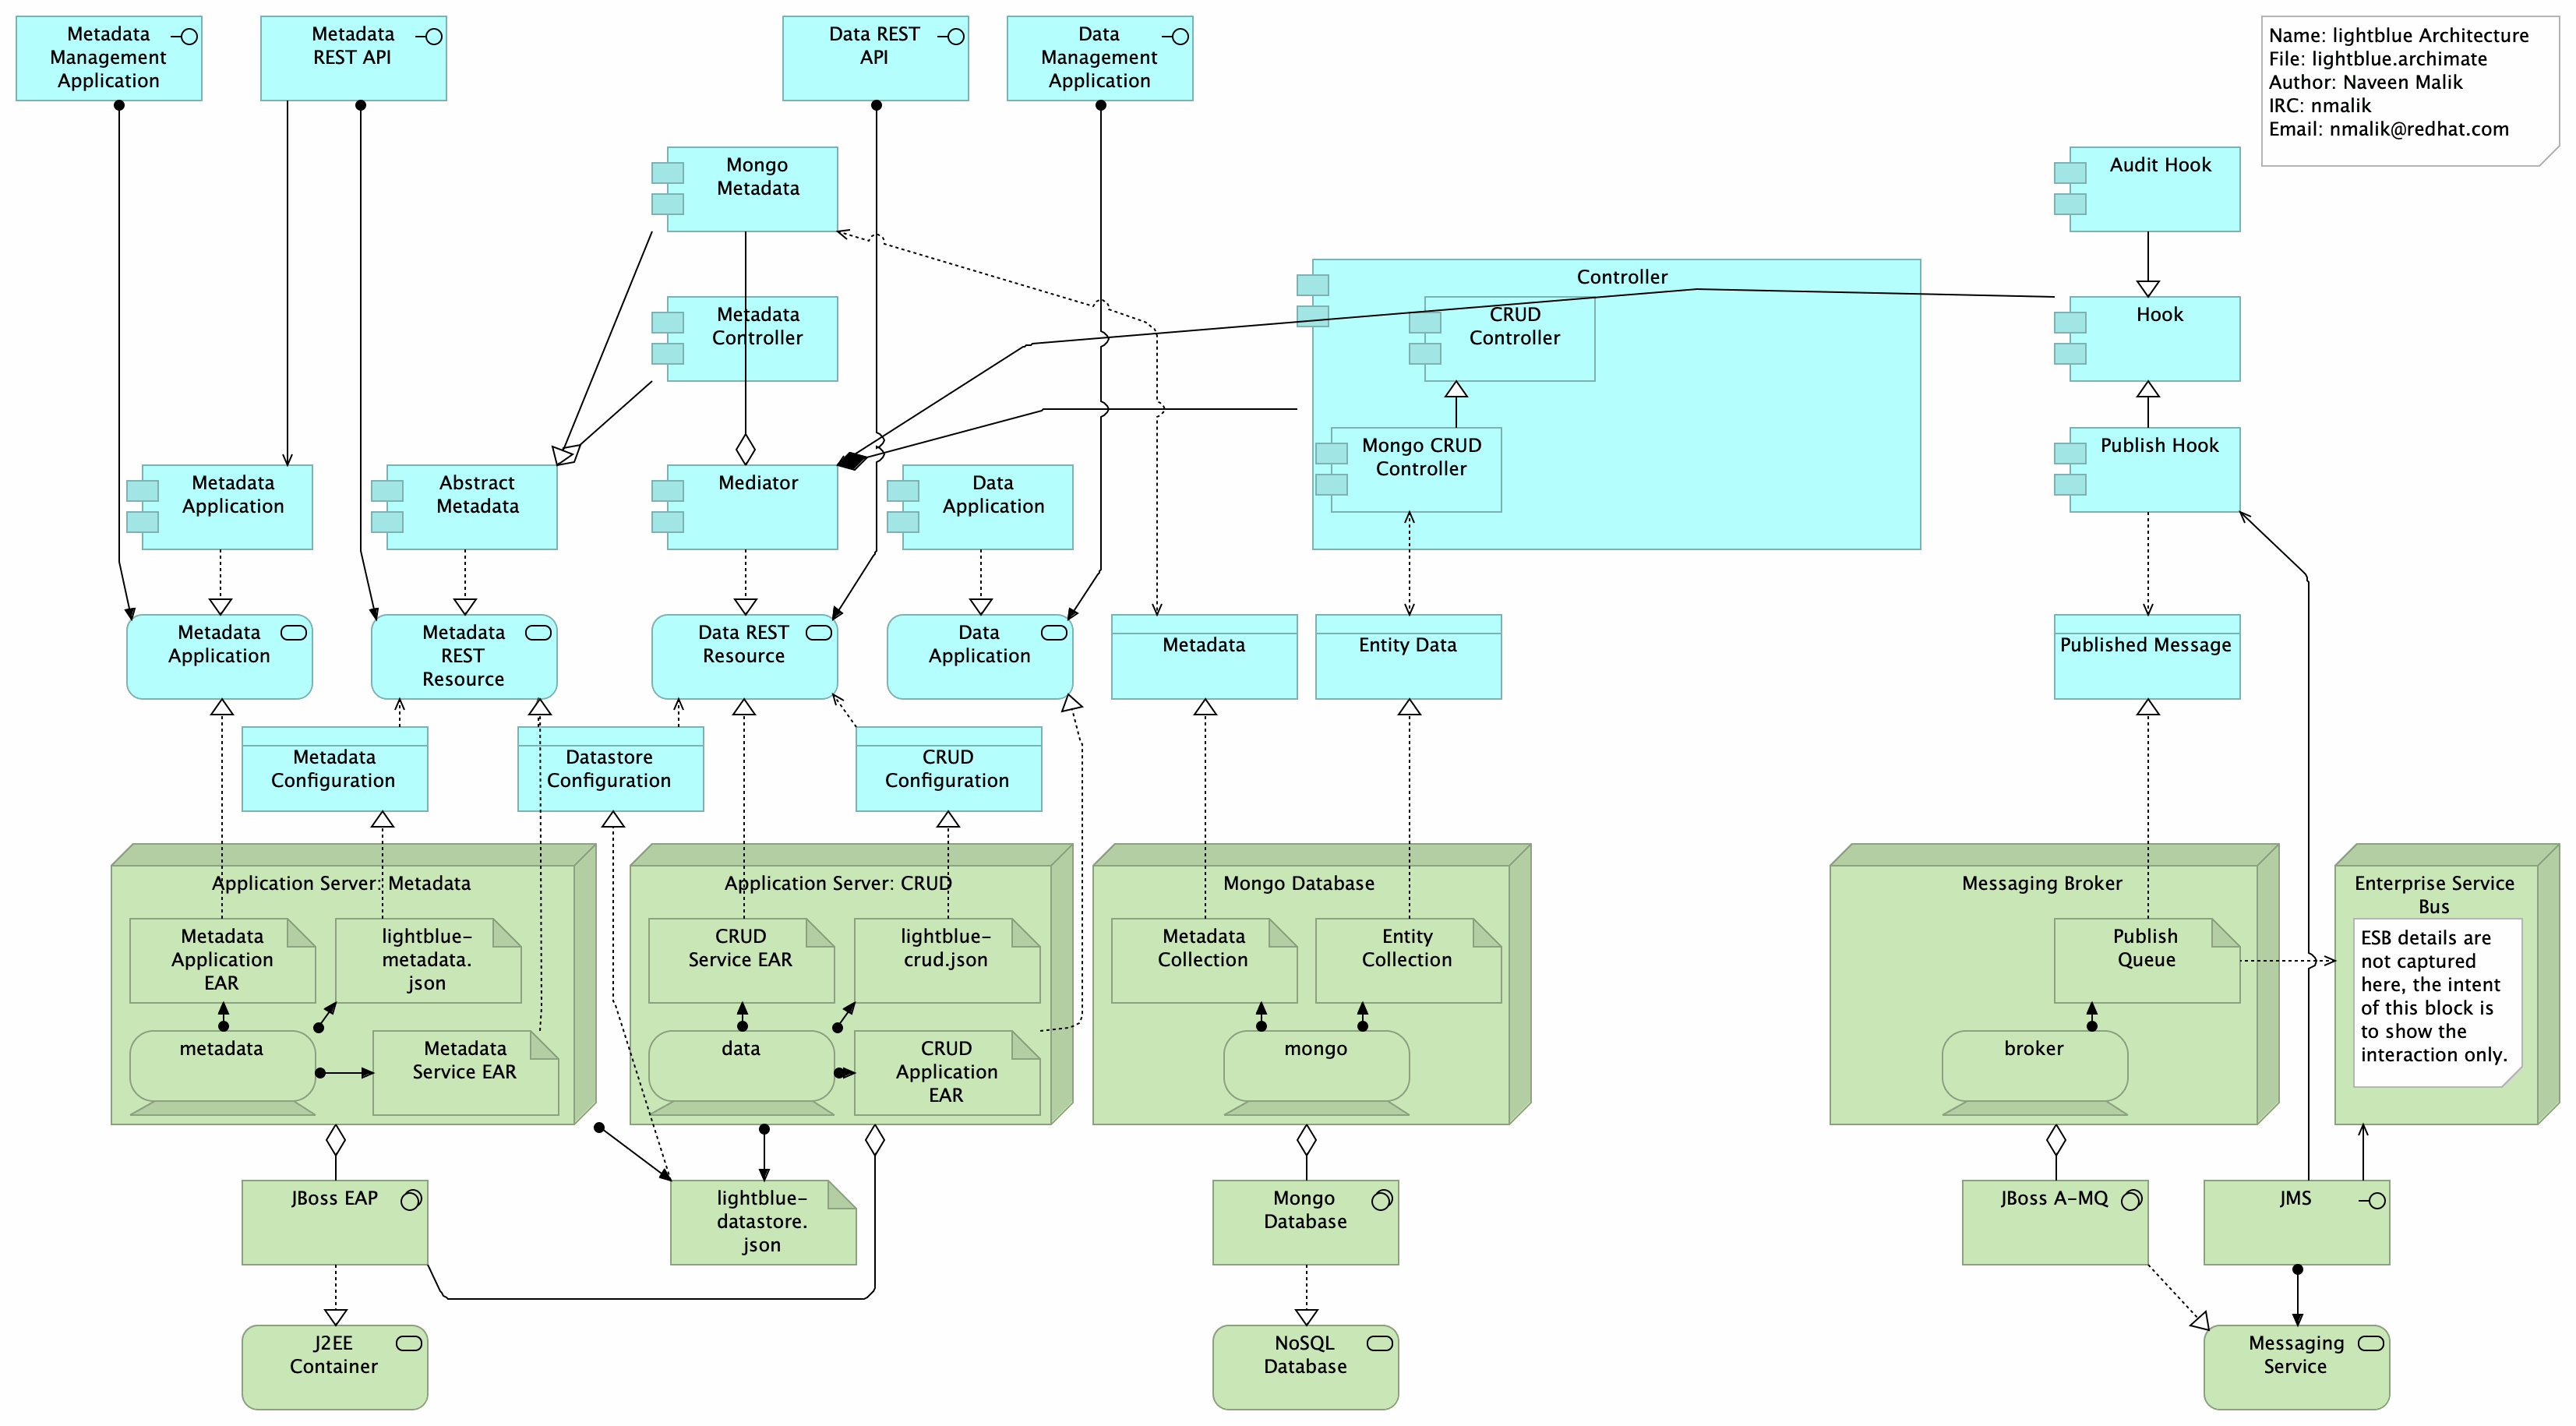 Metadata
Management
Application
Metadata
REST API
Data REST
API
Data
Management
Application
Name: lightblue Architecture
File: lightblue.archimate
Author: Naveen Malik
IRC: nmalik
Email: nmalik@redhat.com
Mongo
Metadata
Audit Hook
Controller
Metadata
Controller
CRUD
Controller
Hook
Mongo CRUD
Controller
Publish Hook
Metadata
Application
Abstract
Metadata
Mediator
Data
Application
Metadata
Application
Metadata
REST
Resource
Data REST
Resource
Data
Application
Metadata
Entity Data
Published Message
Metadata
Configuration
Datastore
Configuration
CRUD
Configuration
Application Server: Metadata
Application Server: CRUD
Mongo Database
Messaging Broker
Enterprise Service
Bus
Metadata
Application
EAR
lightblue-
metadata.
json
CRUD
Service EAR
lightblue-
crud.json
Metadata
Collection
Entity
Collection
Publish
Queue
ESB details are
not captured
here, the intent
of this block is
to show the
interaction only.
metadata
Metadata
Service EAR
data
CRUD
Application
EAR
mongo
broker
JBoss EAP
lightblue-
datastore.
json
Mongo
Database
JBoss A-MQ
JMS
J2EE
Container
NoSQL
Database
Messaging
Service